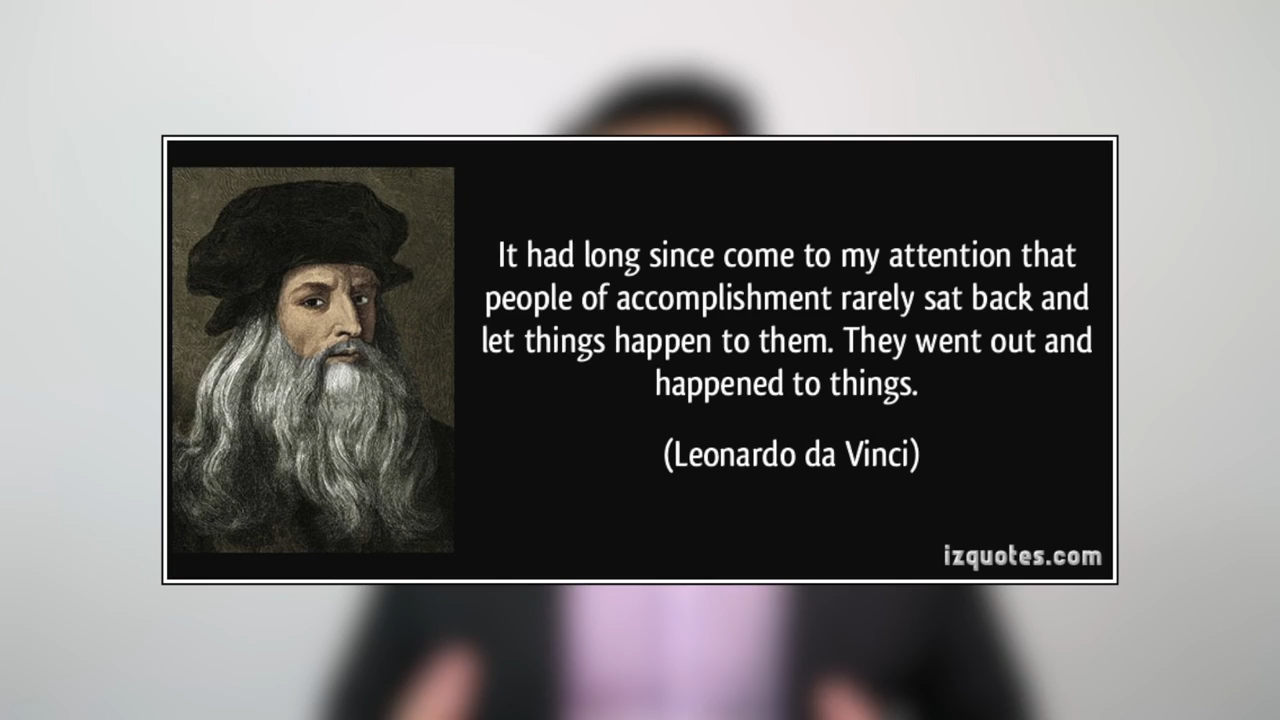 It had long since come to my attention that
people of accomplishment rarely sat back and
let things happen to them. They went out and
happened to things.
(Leonardo da Vinci)
izquotes.com